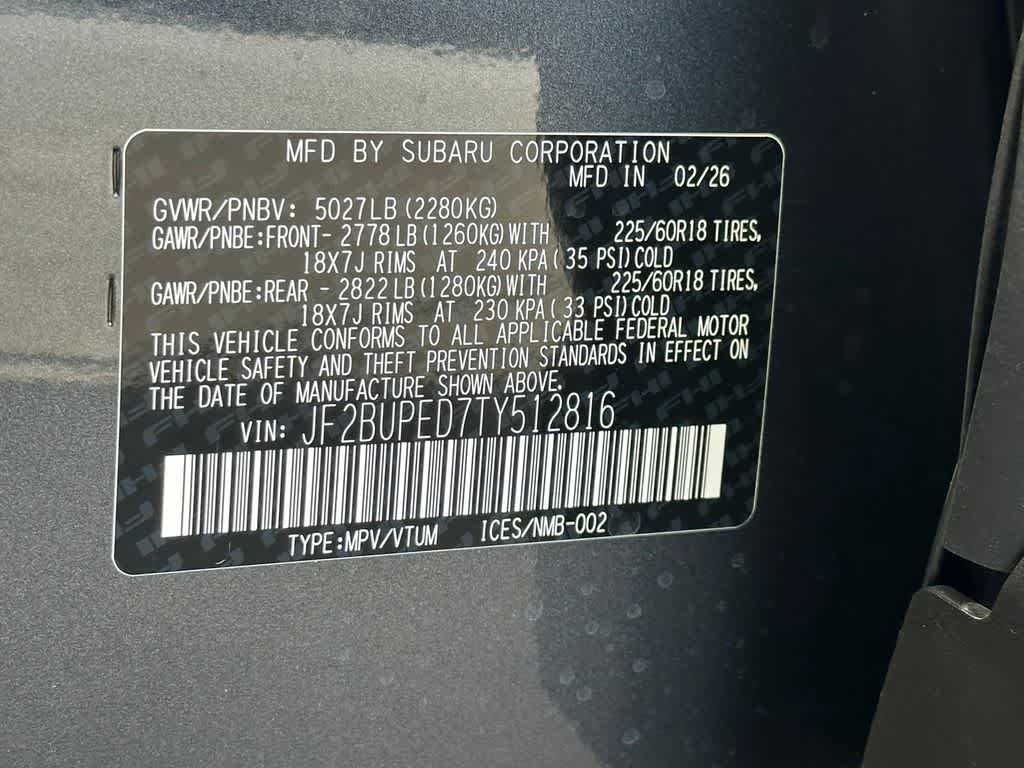 MFD BY SUBARU CORPORATION
MFD IN 02/26
GVWR/PNBV: 5027LB (2280KG)
GAWR/PNBE:FRONT- 2778 LB (1260KG) WITH 225/60R18 TIRES,
18X7J RIMS AT 240 KPA ( 35 PSI) COLD
GAWR/PNBE:REAR - 2822 LB (1280KG) WITH 225/60R18 TIRES,
18X7J RIMS AT 230 KPA ( 33 PSI) COLD
THIS VEHICLE CONFORMS TO ALL APPLICABLE FEDERAL MOTOR
VEHICLE SAFETY AND THEFT PREVENTION STANDARDS IN EFFECT ON
THE DATE OF MANUFACTURE SHOWN ABOVE.
VIN: JF2BUPED7TY512816
TYPE:MPV/VTUM ICES/NMB-002